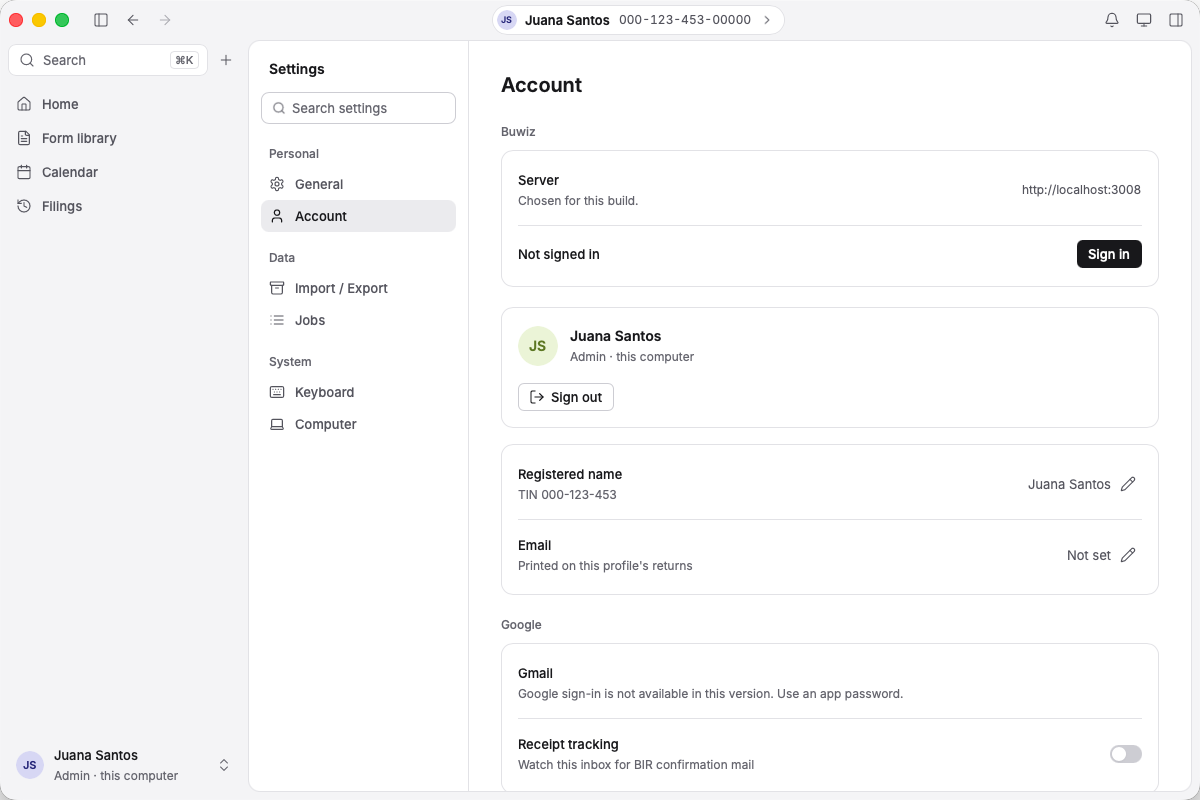 JS Juana Santos 000-123-453-00000
Search ⌘K
Home
Form library
Calendar
Filings
Juana Santos
JS
Admin · this computer
Settings
Search settings
Personal
General
Account
Data
Import / Export
Jobs
System
Keyboard
Computer
Account
Buwiz
Server
Chosen for this build.
http://localhost:3008
Not signed in
Sign in
JS
Juana Santos
Admin · this computer
Sign out
Registered name
TIN 000-123-453
Juana Santos
Email
Printed on this profile's returns
Not set
Google
Gmail
Google sign-in is not available in this version. Use an app password.
Receipt tracking
Watch this inbox for BIR confirmation mail